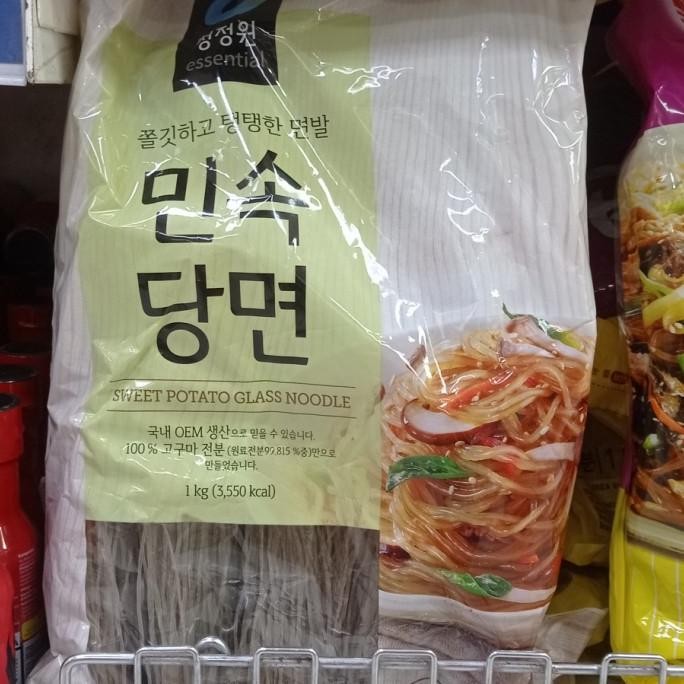 청정원
essential
쫄깃하고 탱탱한 면발
민속
당면
SWEET POTATO GLASS NOODLE
국내 OEM 생산으로 믿을 수 있습니다.
100 % 고구마 전분 (원료전분99.815 %중)만으로
만들었습니다.
1 kg (3,550 kcal)